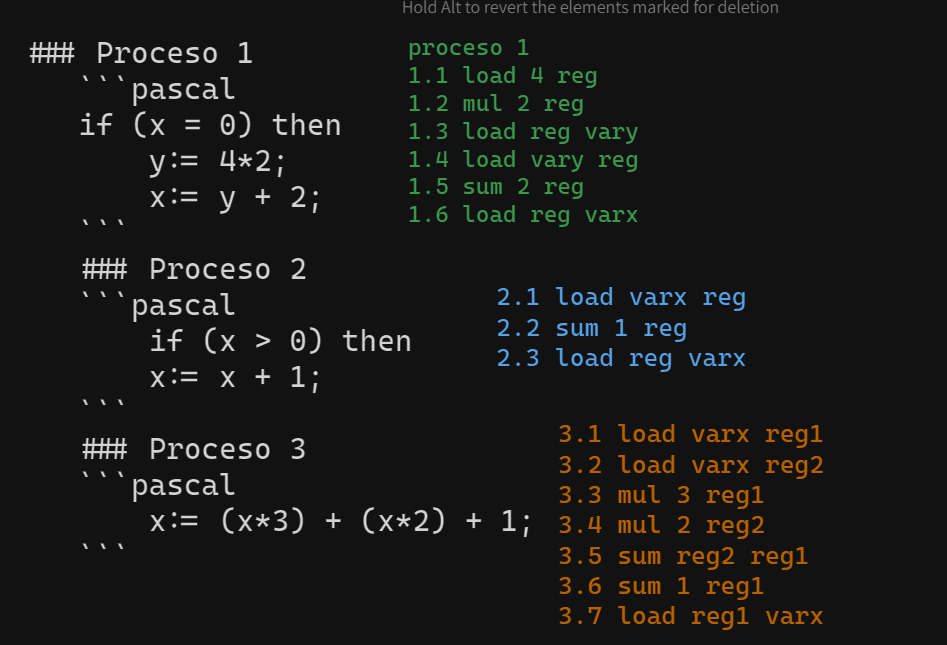 Hold Alt to revert the elements marked for deletion
### Proceso 1
```pascal
if (x = 0) then
y:= 4*2;
x:= y + 2;
```
proceso 1
1.1 load 4 reg
1.2 mul 2 reg
1.3 load reg vary
1.4 load vary reg
1.5 sum 2 reg
1.6 load reg varx
### Proceso 2
```pascal
if (x > 0) then
x:= x + 1;
```
2.1 load varx reg
2.2 sum 1 reg
2.3 load reg varx
### Proceso 3
```pascal
x:= (x*3) + (x*2) + 1;
```
3.1 load varx reg1
3.2 load varx reg2
3.3 mul 3 reg1
3.4 mul 2 reg2
3.5 sum reg2 reg1
3.6 sum 1 reg1
3.7 load reg1 varx